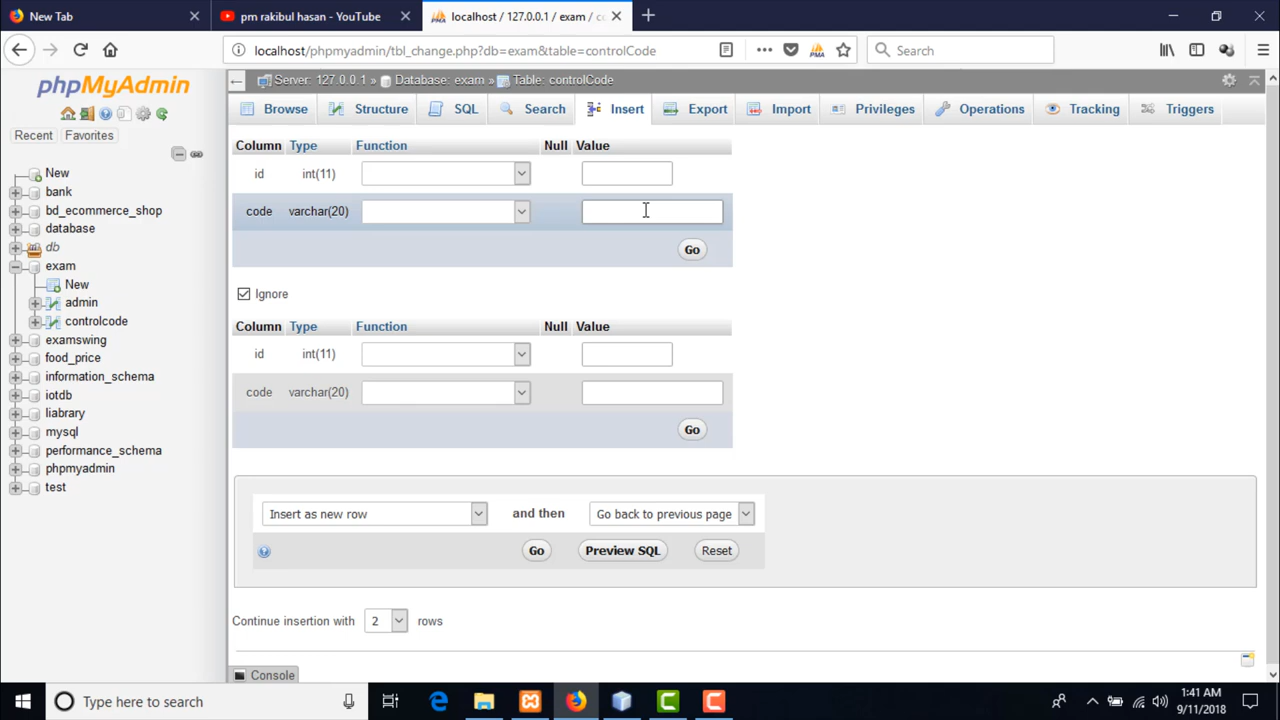 New Tab
pm rakibul hasan - YouTube
localhost / 127.0.0.1 / exam / co
localhost/phpmyadmin/tbl_change.php?db=exam&table=controlCode
Search
phpMyAdmin
Recent
Favorites
New
bank
bd_ecommerce_shop
database
db
exam
New
admin
controlcode
examswing
food_price
information_schema
iotdb
liabrary
mysql
performance_schema
phpmyadmin
test
Server: 127.0.0.1 » Database: exam » Table: controlCode
Browse Structure SQL Search Insert Export Import Privileges Operations Tracking Triggers
Column Type Function Null Value
id int(11)
code varchar(20)
Go
Ignore
Column Type Function Null Value
id int(11)
code varchar(20)
Go
Insert as new row and then Go back to previous page
Go Preview SQL Reset
Continue insertion with 2 rows
Console
Type here to search
1:41 AM
9/11/2018